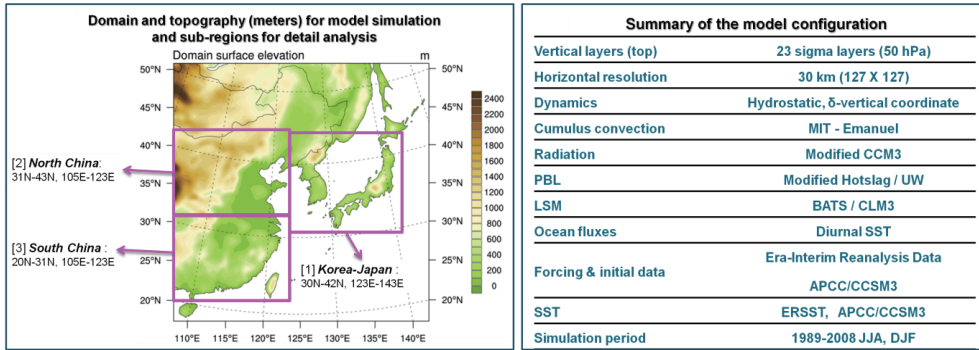 Domain and topography (meters) for model simulation
and sub-regions for detail analysis
Domain surface elevation m
50°N 50°N
45°N 45°N
40°N 40°N
35°N 35°N
30°N 30°N
25°N 25°N
20°N 20°N
110°E 115°E 120°E 125°E 130°E 135°E 140°E
2400
2200
2000
1800
1600
1400
1200
1000
800
600
400
200
0
[2] North China:
31N-43N, 105E-123E
[3] South China :
20N-31N, 105E-123E
[1] Korea-Japan :
30N-42N, 123E-143E
Summary of the model configuration
Vertical layers (top) 23 sigma layers (50 hPa)
Horizontal resolution 30 km (127 X 127)
Dynamics Hydrostatic, δ-vertical coordinate
Cumulus convection MIT - Emanuel
Radiation Modified CCM3
PBL Modified Hotslag / UW
LSM BATS / CLM3
Ocean fluxes Diurnal SST
Forcing & initial data Era-Interim Reanalysis Data
APCC/CCSM3
SST ERSST, APCC/CCSM3
Simulation period 1989-2008 JJA, DJF